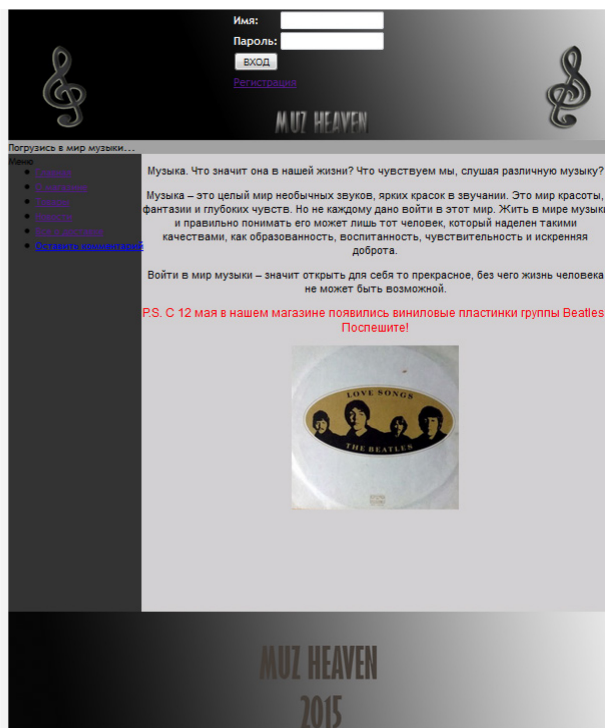 Имя:
Пароль:
ВХОД
Регистрация
MUZ HEAVEN
Погрузись в мир музыки...
Меню
Главная
Оставить комментарий
Музыка. Что значит она в нашей жизни? Что чувствуем мы, слушая различную музыку?
Музыка – это целый мир необычных звуков, ярких красок в звучании. Это мир красоты,
фантазии и глубоких чувств. Но не каждому дано войти в этот мир. Жить в мире музыки
и правильно понимать его может лишь тот человек, который наделен такими
качествами, как образованность, воспитанность, чувствительность и искренняя
доброта.
Войти в мир музыки – значит открыть для себя то прекрасное, без чего жизнь человека
не может быть возможной.
P.S. С 12 мая в нашем магазине появились виниловые пластинки группы Beatles.
Поспешите!
LOVE SONGS
THE BEATLES
MUZ HEAVEN
2015